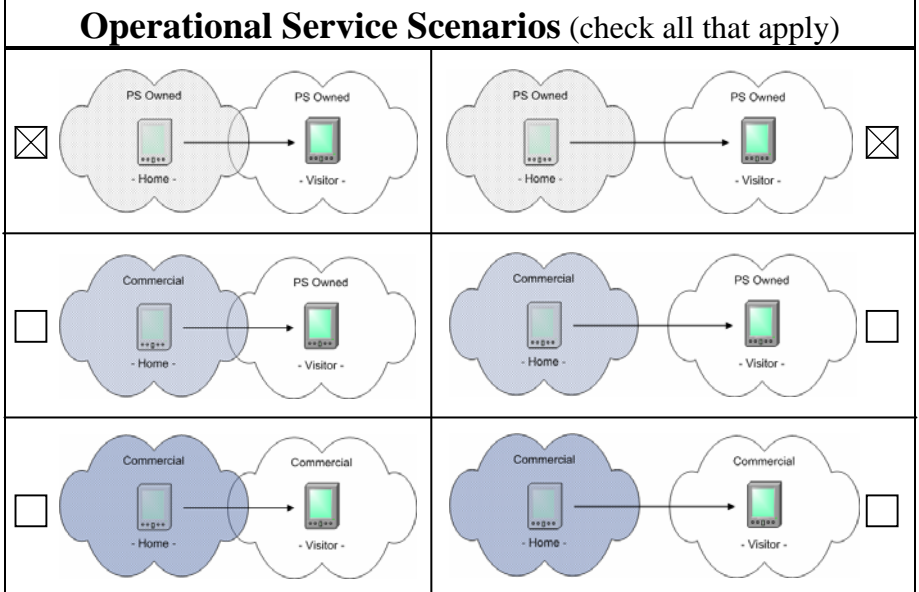 Operational Service Scenarios (check all that apply)
PS Owned PS Owned
- Home - - Visitor -
PS Owned PS Owned
- Home - - Visitor -
Commercial PS Owned
- Home - - Visitor -
Commercial PS Owned
- Home - - Visitor -
Commercial Commercial
- Home - - Visitor -
Commercial Commercial
- Home - - Visitor -